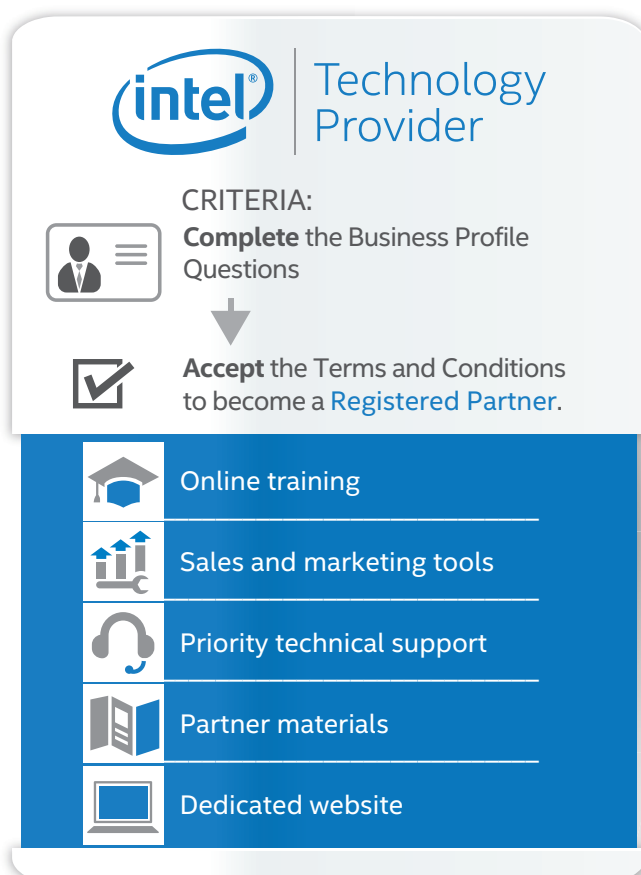 intel®
Technology
Provider
CRITERIA:
Complete the Business Profile
Questions
Accept the Terms and Conditions
to become a Registered Partner.
Online training
Sales and marketing tools
Priority technical support
Partner materials
Dedicated website